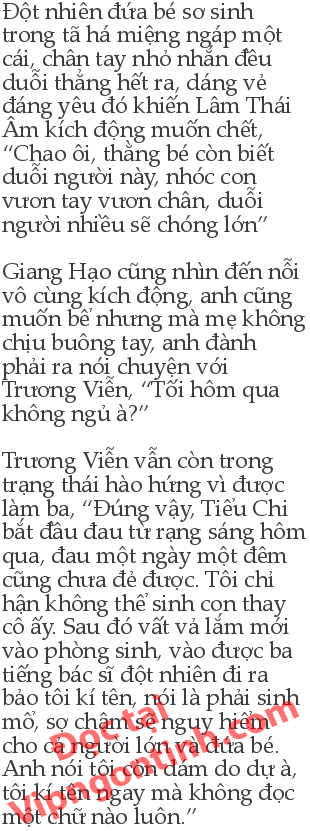 Đột nhiên đứa bé sơ sinh
trong tã há miệng ngáp một
cái, chân tay nhỏ nhắn đều
duỗi thẳng hết ra, dáng vẻ
đáng yêu đó khiến Lâm Thái
Âm kích động muốn chết,
“Chao ôi, thằng bé còn biết
duỗi người này, nhóc con
vươn tay vươn chân, duỗi
người nhiều sẽ chóng lớn”
Giang Hạo cũng nhìn đến nỗi
vô cùng kích động, anh cũng
muốn bể nhưng mà mẹ không
chịu buông tay, anh đành
phải ra nói chuyện với
Trương Viễn, “Tối hôm qua
không ngủ à?”
Trương Viễn vẫn còn trong
trạng thái hào hứng vì được
làm ba, “Đúng vậy, Tiểu Chi
bắt đầu đau từ rạng sáng hôm
qua, đau một ngày một đêm
cũng chưa đẻ được. Tôi chỉ
hận không thể sinh con thay
cô ấy. Sau đó vất vả lắm mới
vào phòng sinh, vào được ba
tiếng bác sĩ đột nhiên đi ra
bảo tôi kí tên, nói là phải sinh
mổ, sợ chậm sẽ nguy hiểm
cho cả người lớn và đứa bé.
Anh nói tôi còn dám do dự à,
tôi kí tên ngay mà không đọc
một chữ nào luôn.”
Đọc tại
Vipngontinh.com